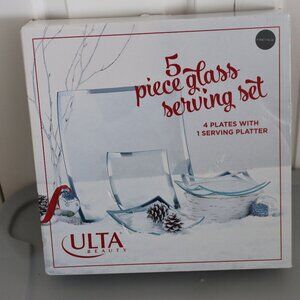 5
piece glass
serving set
4 PLATES WITH
1 SERVING PLATTER
ULTA
BEAUTY